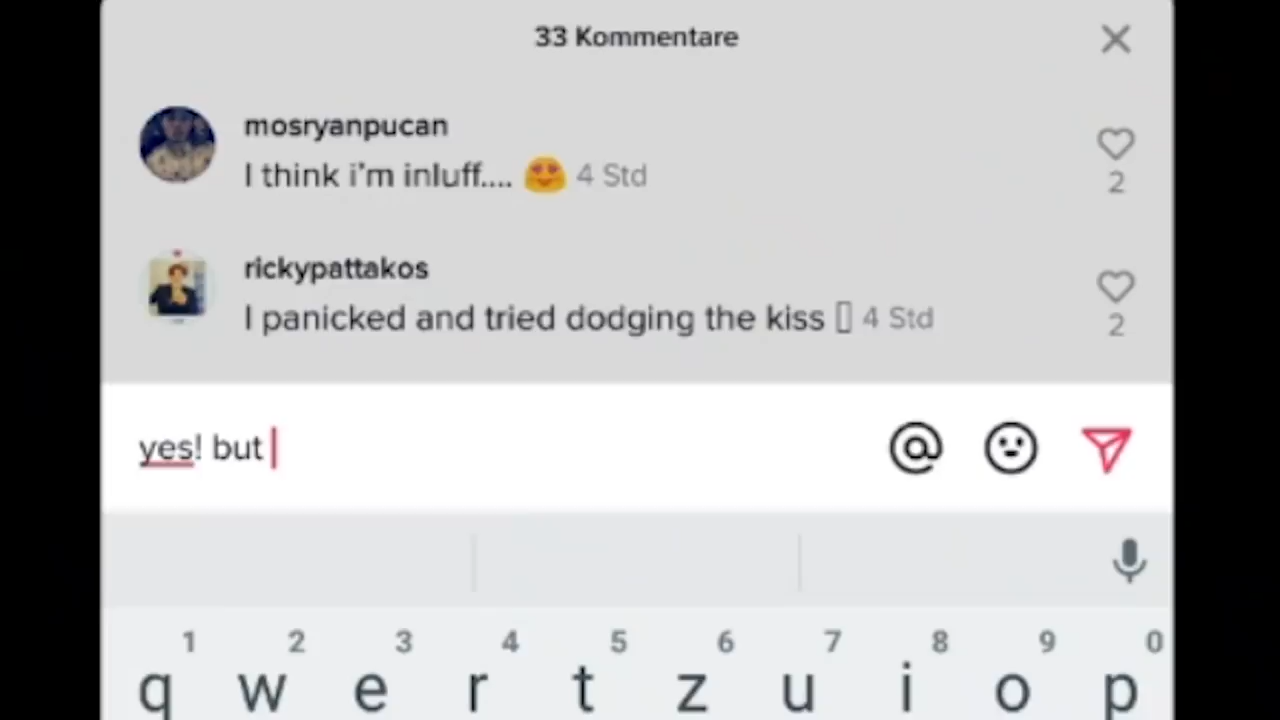 33 Kommentare
mosryanpucan
I think i'm inluff.... 😍 4 Std
2
rickypattakos
I panicked and tried dodging the kiss ▯ 4 Std
2
yes! but
1 2 3 4 5 6 7 8 9 0
q w e r t z u i o p